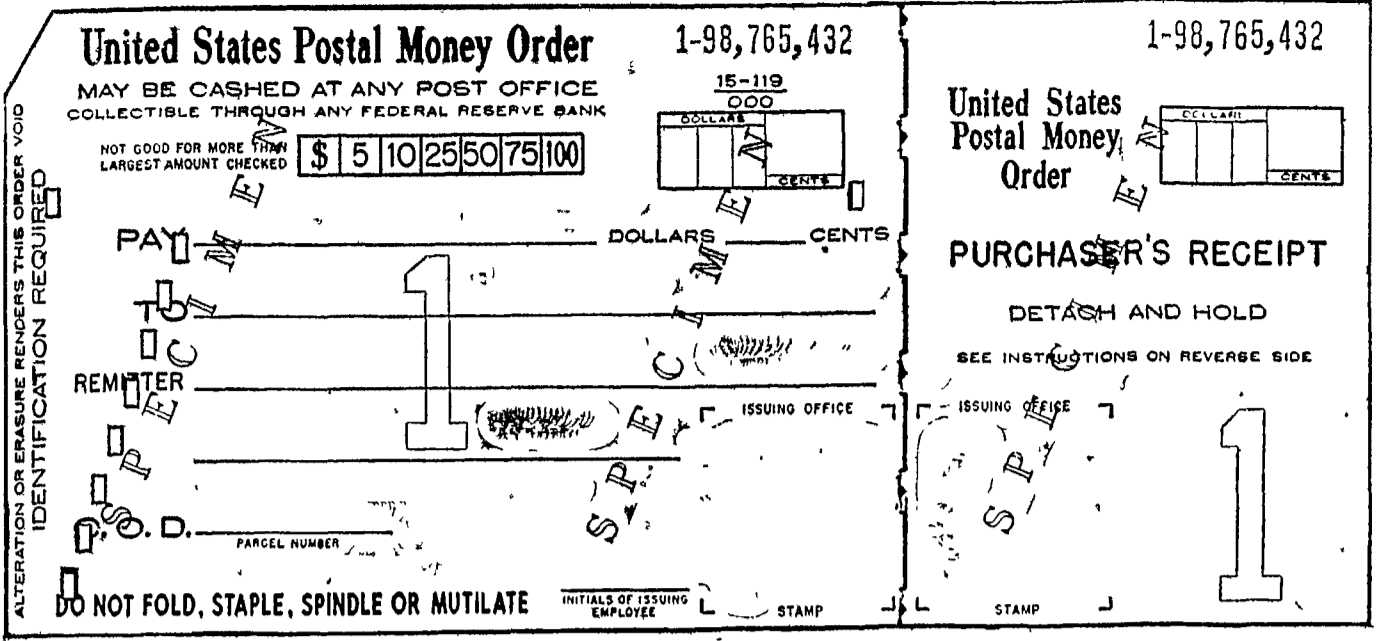 United States Postal Money Order
1-98,765,432
MAY BE CASHED AT ANY POST OFFICE
COLLECTIBLE THROUGH ANY FEDERAL RESERVE BANK
15-119
000
NOT GOOD FOR MORE THAN
LARGEST AMOUNT CHECKED
$ 5 10 25 50 75 100
DOLLARS
CENTS
PAY DOLLARS CENTS
TO
REMITTER
1
C.O.D.
PARCEL NUMBER
DO NOT FOLD, STAPLE, SPINDLE OR MUTILATE
INITIALS OF ISSUING
EMPLOYEE
ISSUING OFFICE
STAMP
ALTERATION OR ERASURE RENDERS THIS ORDER VOID
IDENTIFICATION REQUIRED
SPECIMEN
SPECIMEN
1-98,765,432
United States
Postal Money
Order
DOLLARS
CENTS
PURCHASER'S RECEIPT
DETACH AND HOLD
SEE INSTRUCTIONS ON REVERSE SIDE
ISSUING OFFICE
STAMP
1
SPECIMEN